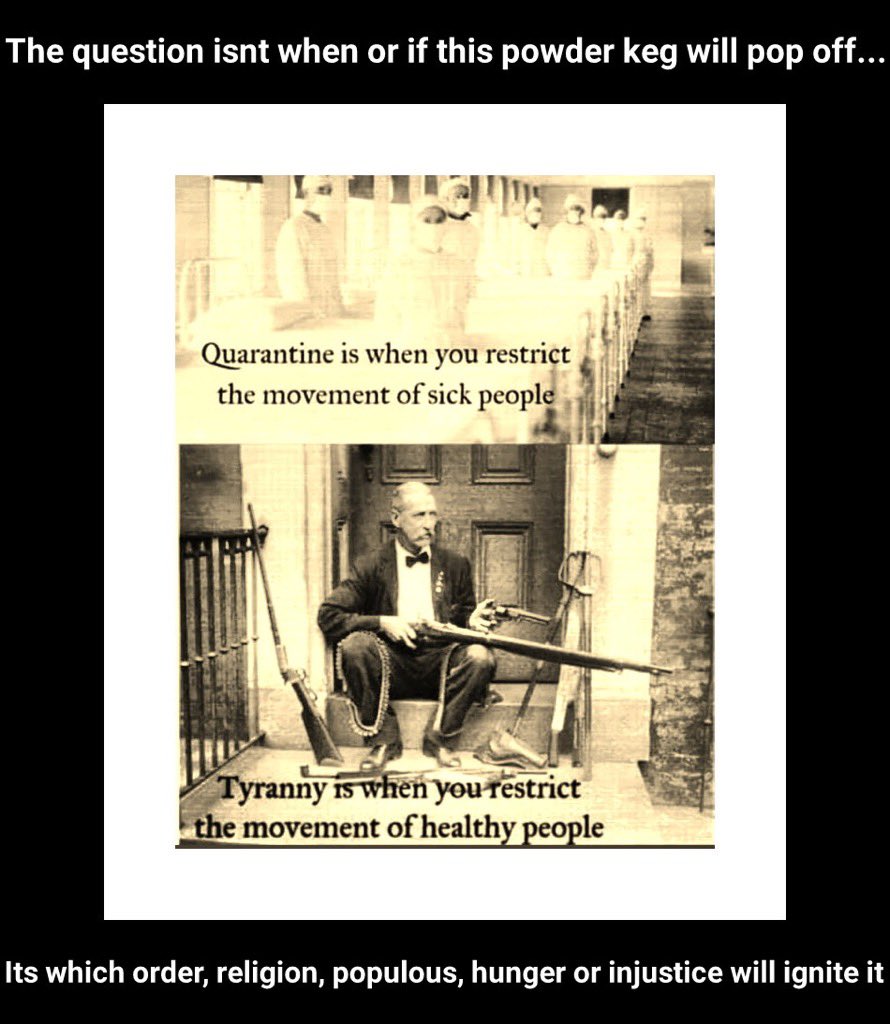 The question isnt when or if this powder keg will pop off...
Quarantine is when you restrict
the movement of sick people
Tyranny is when you restrict
the movement of healthy people
Its which order, religion, populous, hunger or injustice will ignite it